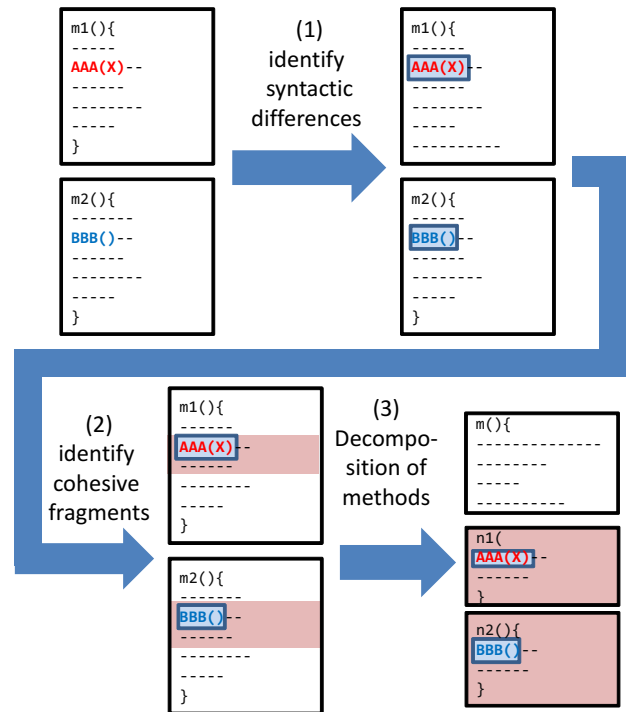 m1(){
-----
AAA(X)--
------
--------
-----
}
(1)
identify
syntactic
differences
m1(){
------
AAA(X)--
------
--------
-----
----------
m2(){
-------
BBB()--
------
--------
-----
}
m2(){
------
BBB()--
------
--------
-----
}
(2)
identify
cohesive
fragments
m1(){
------
AAA(X)--
------
--------
-----
}
(3)
Decompo-
sition of
methods
m(){
--------------
--------
-----
----------
m2(){
-------
BBB()--
------
--------
-----
}
n1(
AAA(X)--
------
}
n2(){
BBB()--
------
}